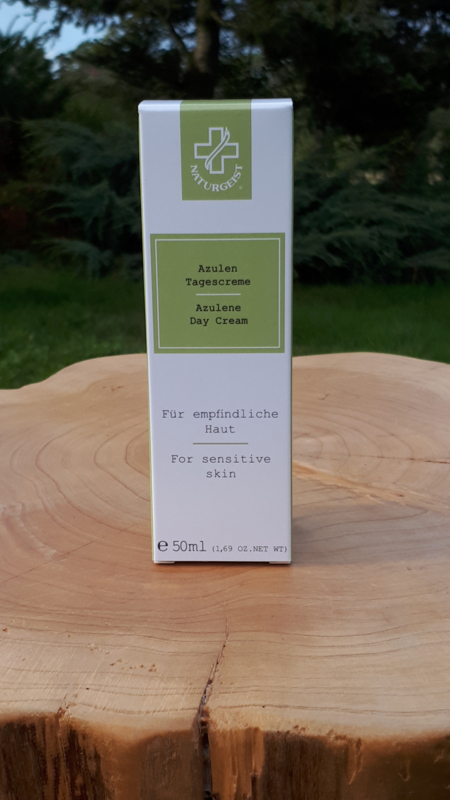 NATURGEIST
Azulen
Tagescreme
Azulene
Day Cream
Für empfindliche
Haut
For sensitive
skin
℮ 50ml (1,69 OZ.NET WT)